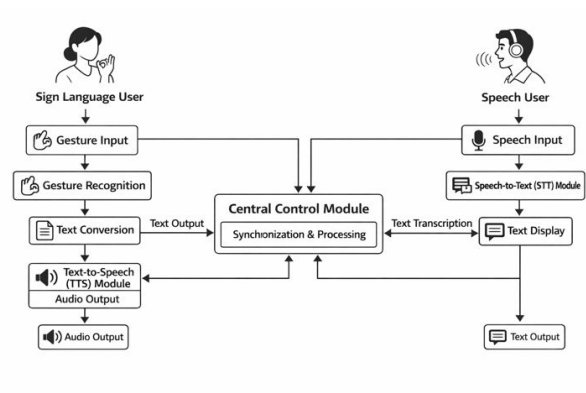 Sign Language User
Speech User
Gesture Input
Speech Input
Gesture Recognition
Speech-to-Text (STT) Module
Central Control Module
Synchronization & Processing
Text Conversion
Text Output
Text Transcription
Text Display
Text-to-Speech
(TTS) Module
Audio Output
Audio Output
Text Output